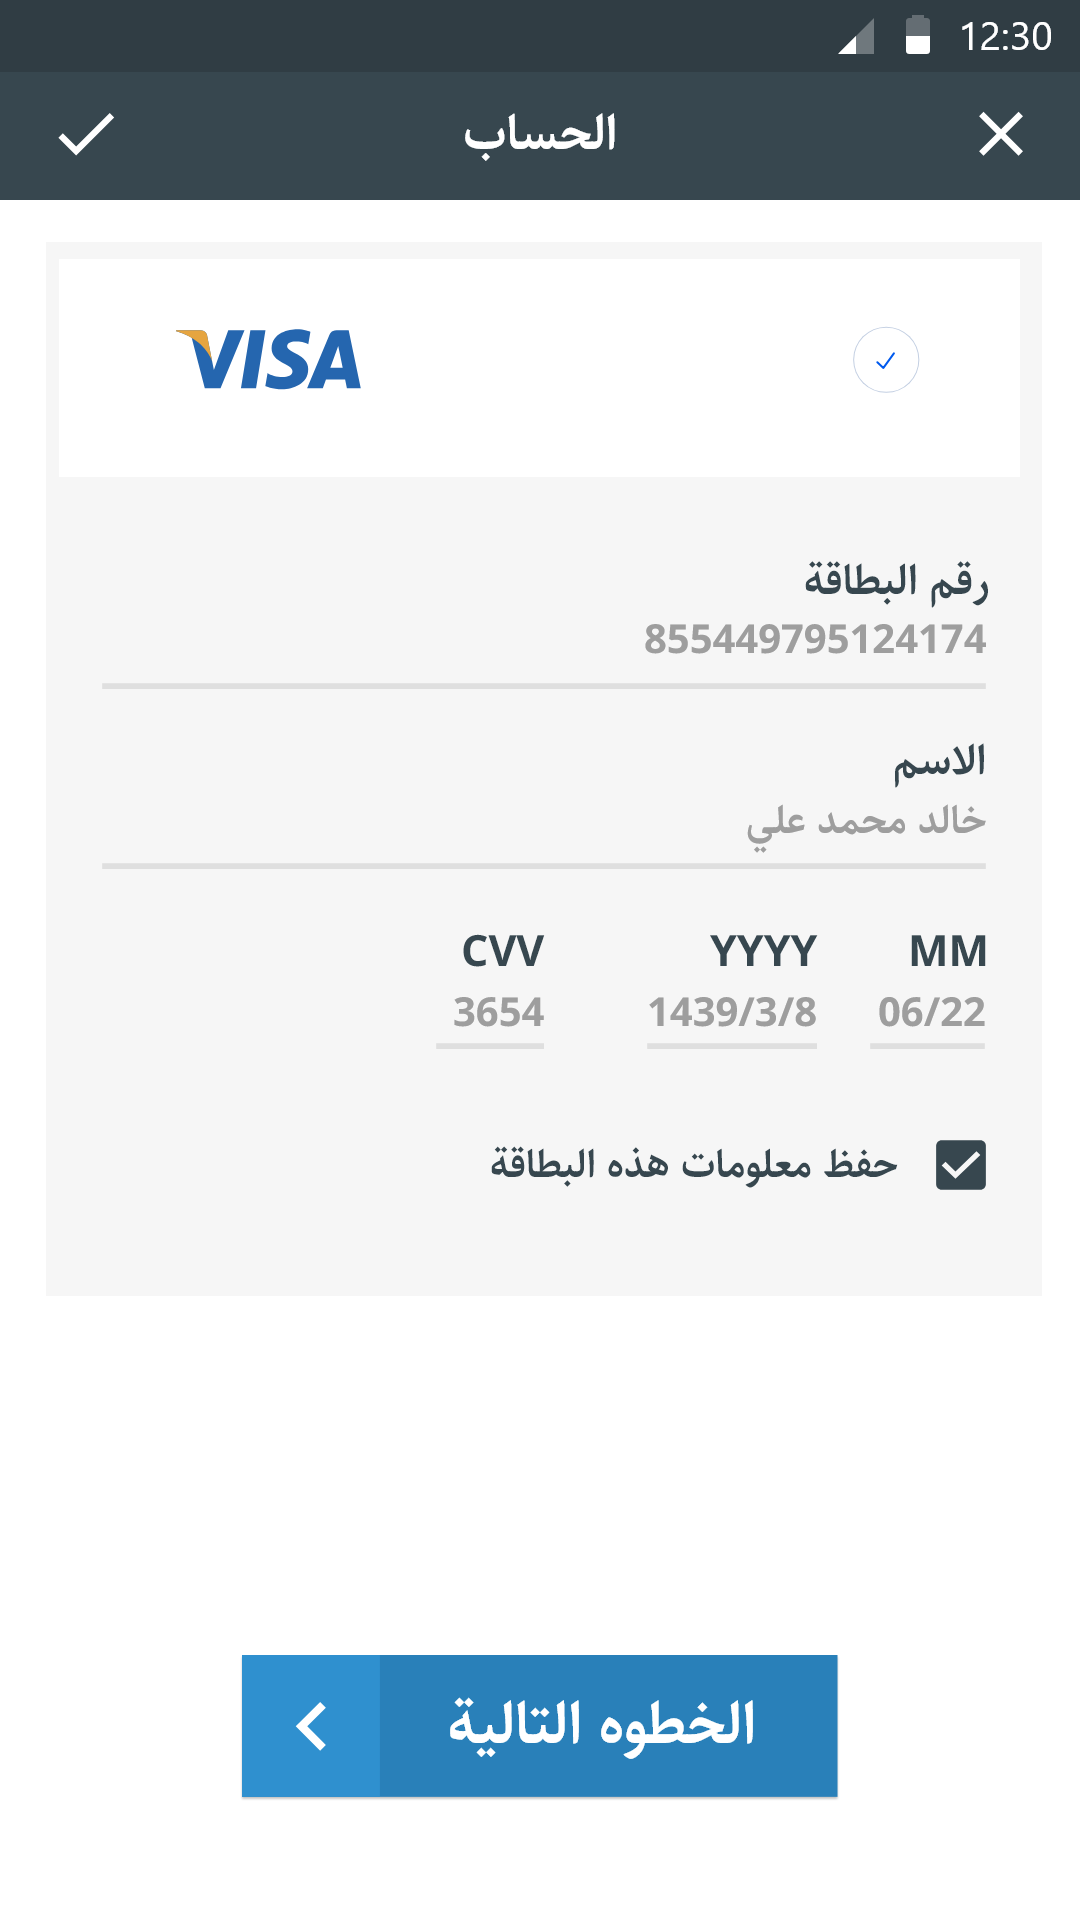 12:30
الحساب
VISA
رقم البطاقة
855449795124174
الاسم
خالد محمد علي
MM YYYY CVV
06/22 1439/3/8 3654
حفظ معلومات هذه البطاقة
الخطوه التالية